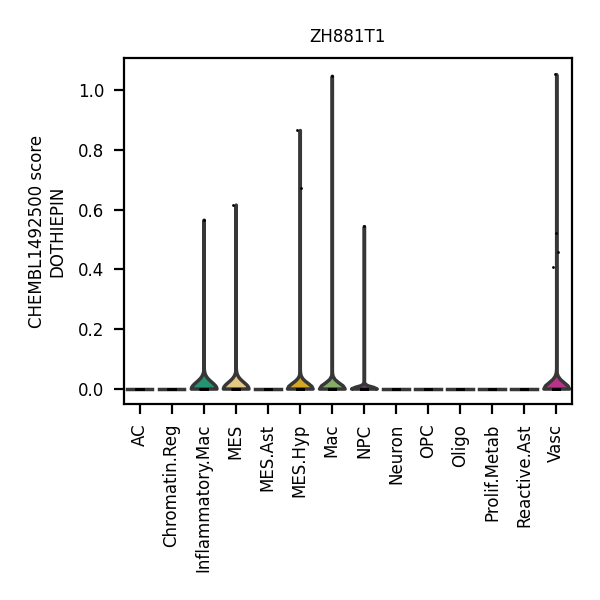 ZH881T1
CHEMBL1492500 score
DOTHIEPIN
1.0
0.8
0.6
0.4
0.2
0.0
AC
Chromatin.Reg
Inflammatory.Mac
MES
MES.Ast
MES.Hyp
Mac
NPC
Neuron
OPC
Oligo
Prolif.Metab
Reactive.Ast
Vasc